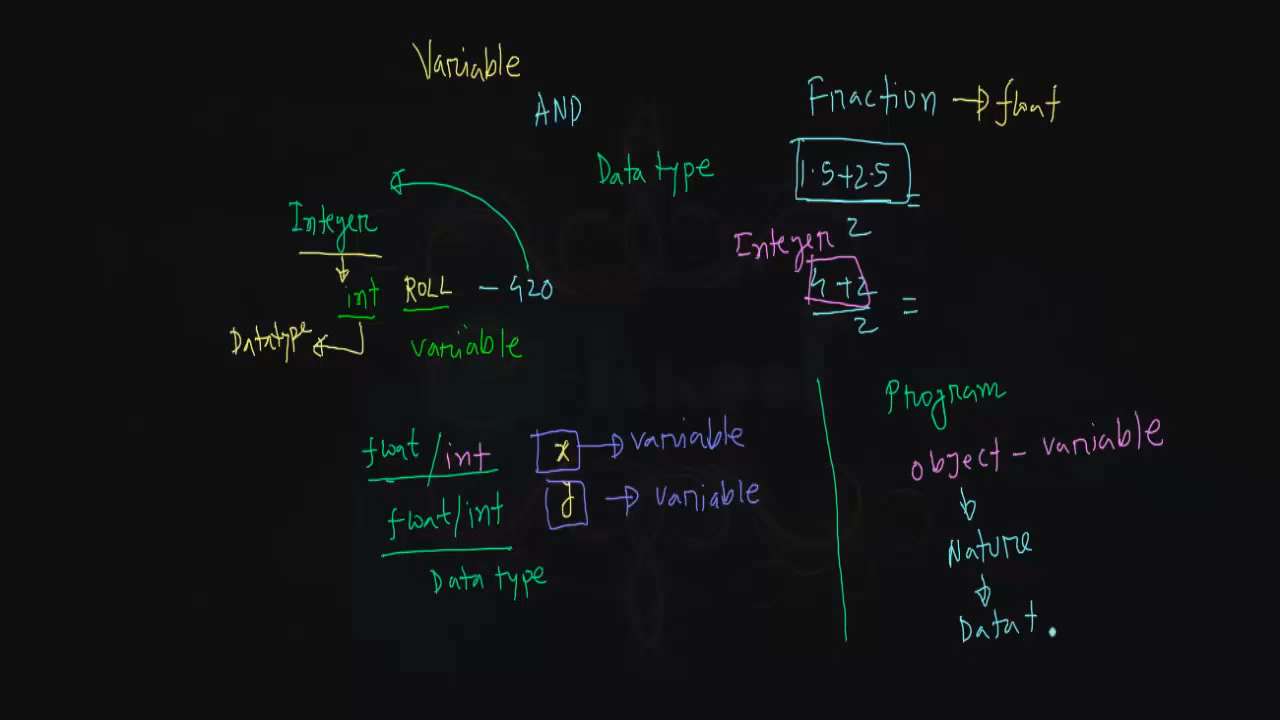 Variable
AND
Data type
Integer
int ROLL - 420
Datatype
variable
Fraction → float
1.5+2.5 =
2
Integer
4+2 =
2
float/int x → variable
float/int y → variable
Data type
Program
object - variable
Nature
Datat